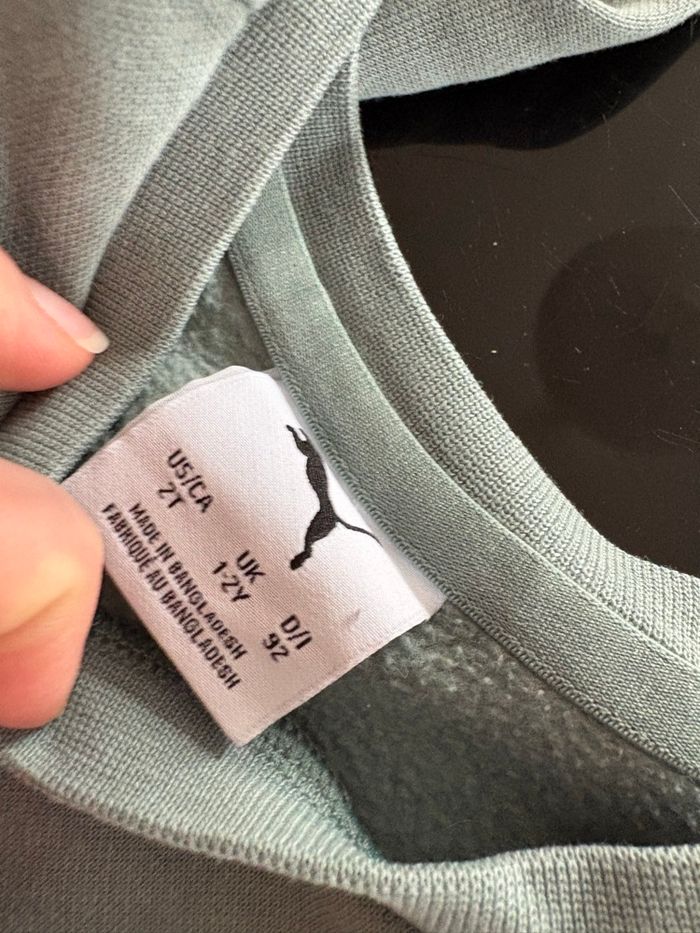 US/CA
2T
UK
1-2Y
D/I
92
MADE IN BANGLADESH
FABRIQUÉ AU BANGLADESH